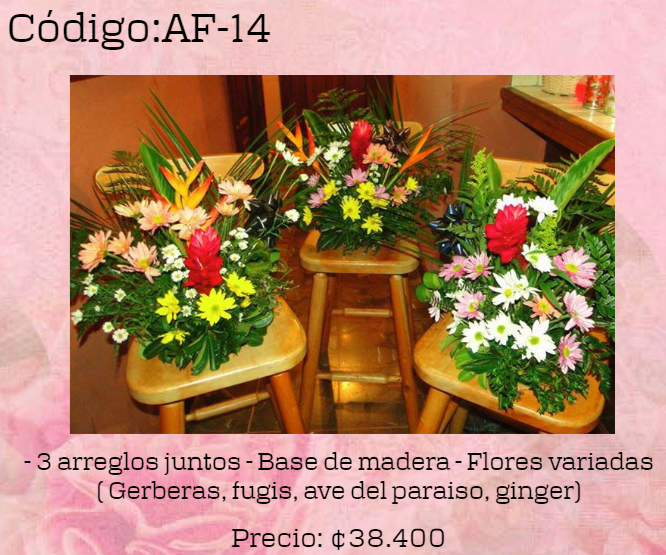 Código:AF-14
- 3 arreglos juntos - Base de madera - Flores variadas
( Gerberas, fugis, ave del paraiso, ginger)
Precio: ¢38.400